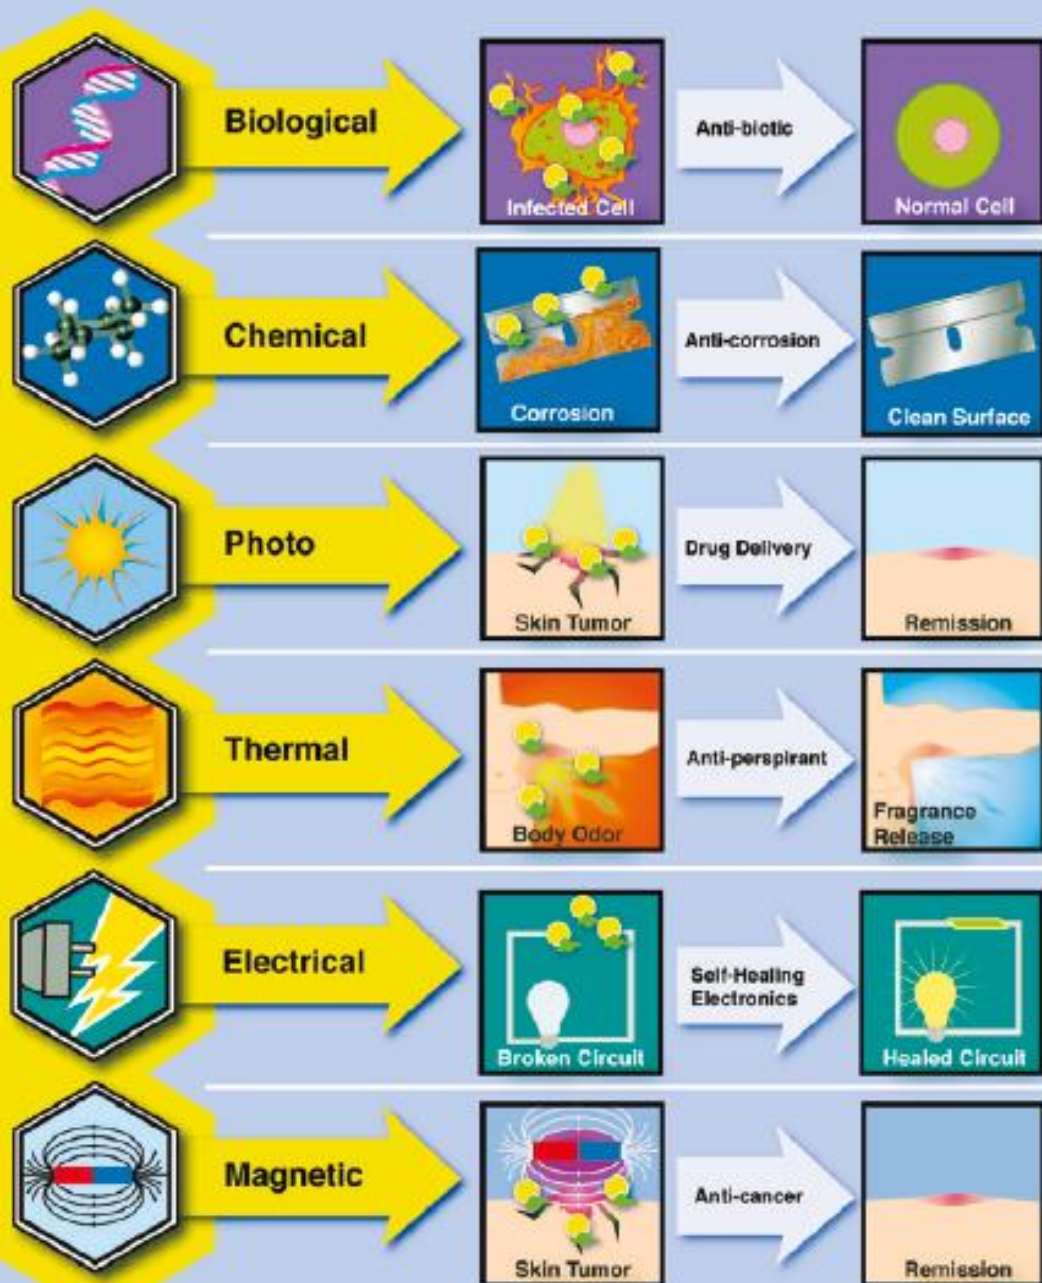 Biological
Infected Cell
Anti-biotic
Normal Cell
Chemical
Corrosion
Anti-corrosion
Clean Surface
Photo
Skin Tumor
Drug Delivery
Remission
Thermal
Body Odor
Anti-perspirant
Fragrance
Release
Electrical
Broken Circuit
Self-Healing
Electronics
Healed Circuit
Magnetic
Skin Tumor
Anti-cancer
Remission